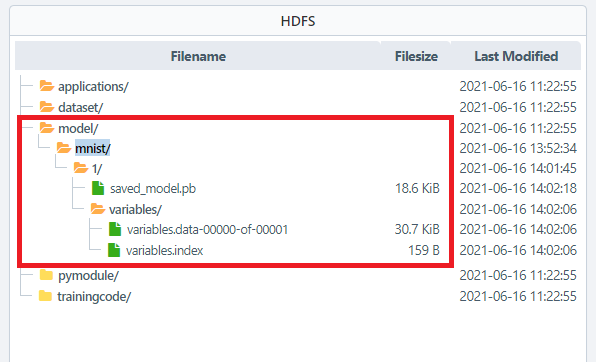 HDFS
Filename Filesize Last Modified
applications/ 2021-06-16 11:22:55
dataset/ 2021-06-16 11:22:55
model/ 2021-06-16 11:22:55
mnist/ 2021-06-16 13:52:34
1/ 2021-06-16 14:01:45
saved_model.pb 18.6 KiB 2021-06-16 14:02:18
variables/ 2021-06-16 14:02:06
variables.data-00000-of-00001 30.7 KiB 2021-06-16 14:02:06
variables.index 159 B 2021-06-16 14:02:06
pymodule/ 2021-06-16 11:22:55
trainingcode/ 2021-06-16 11:22:55